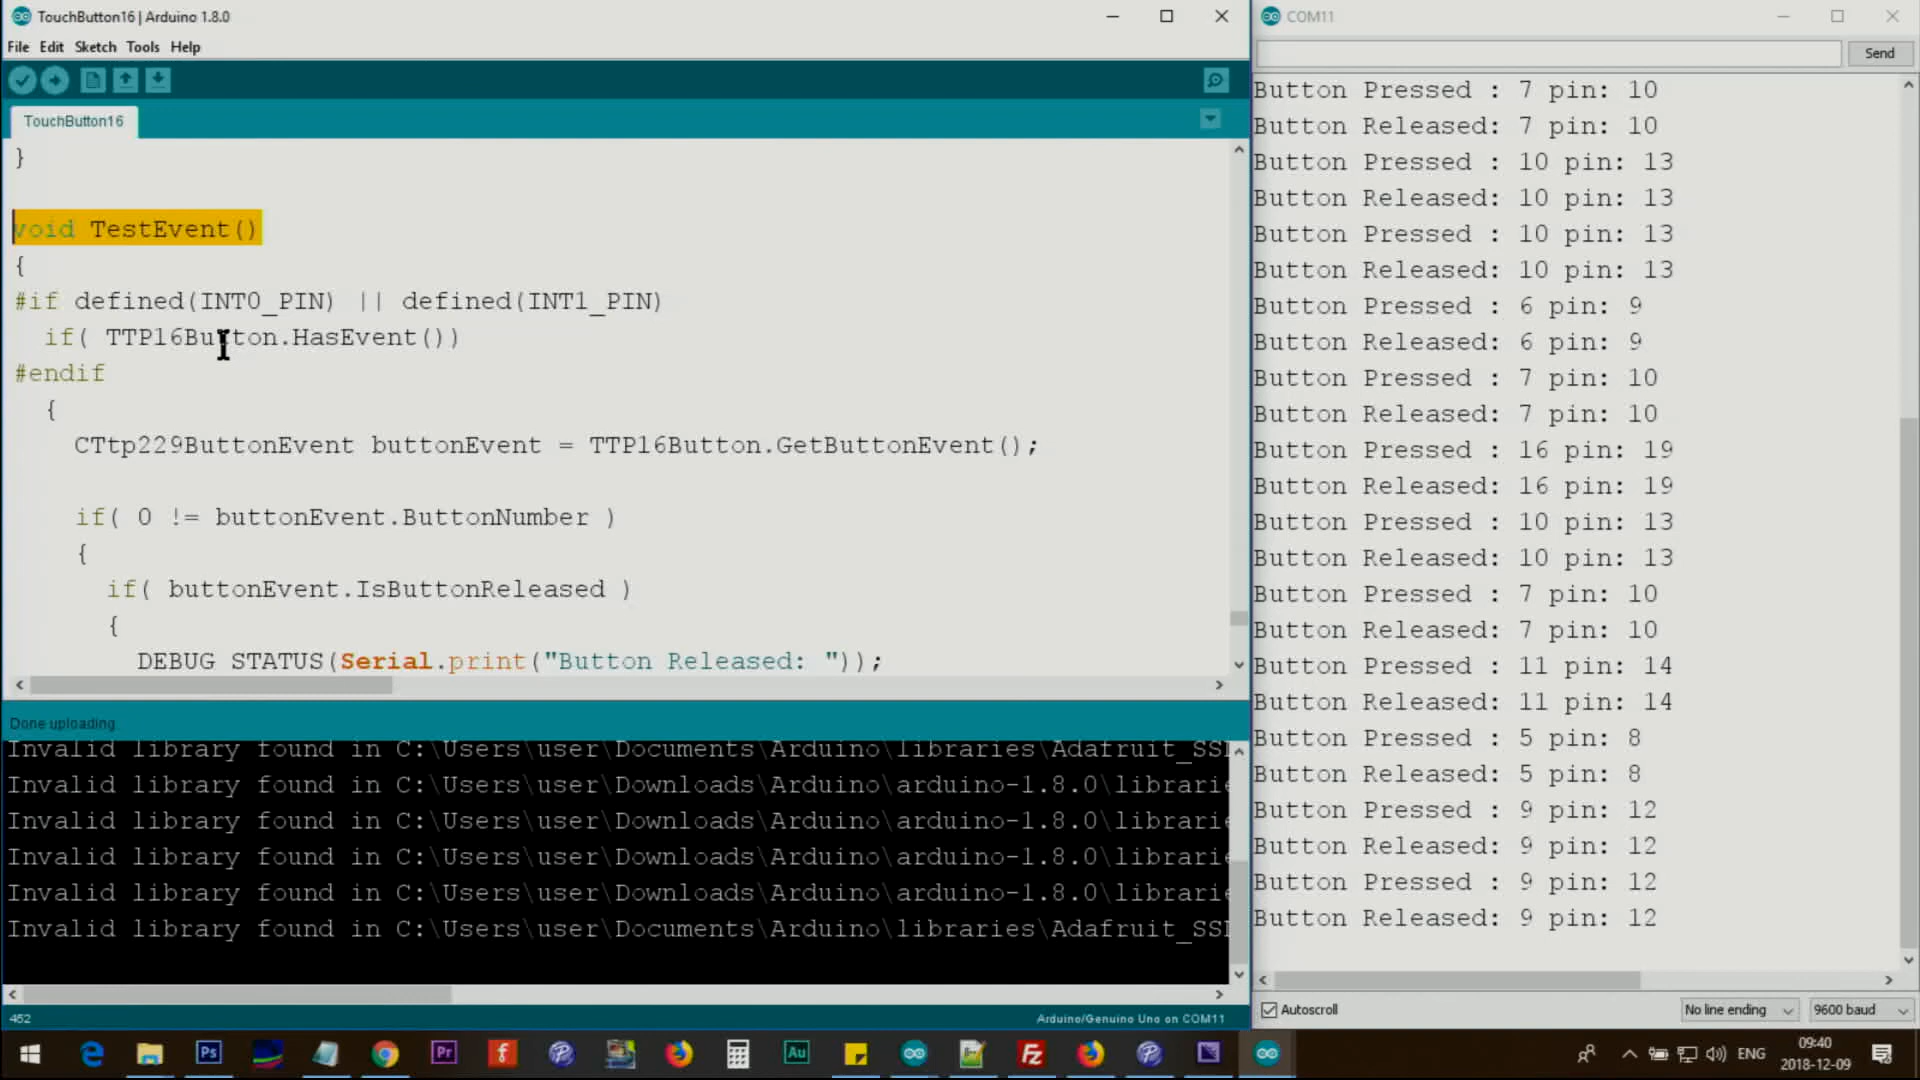 TouchButton16 | Arduino 1.8.0
File Edit Sketch Tools Help
TouchButton16
}
void TestEvent()
{
#if defined(INT0_PIN) || defined(INT1_PIN)
if( TTP16Button.HasEvent())
#endif
{
CTtp229ButtonEvent buttonEvent = TTP16Button.GetButtonEvent();
if( 0 != buttonEvent.ButtonNumber )
{
if( buttonEvent.IsButtonReleased )
{
DEBUG_STATUS(Serial.print("Button Released: "));
Done uploading.
Invalid library found in C:\Users\user\Documents\Arduino\libraries\Adafruit_SS
Invalid library found in C:\Users\user\Downloads\Arduino\arduino-1.8.0\librarie
Invalid library found in C:\Users\user\Downloads\Arduino\arduino-1.8.0\librarie
Invalid library found in C:\Users\user\Downloads\Arduino\arduino-1.8.0\librarie
Invalid library found in C:\Users\user\Downloads\Arduino\arduino-1.8.0\librarie
Invalid library found in C:\Users\user\Documents\Arduino\libraries\Adafruit_SS
452
Arduino/Genuino Uno on COM11
COM11
Send
Button Pressed : 7 pin: 10
Button Released: 7 pin: 10
Button Pressed : 10 pin: 13
Button Released: 10 pin: 13
Button Pressed : 10 pin: 13
Button Released: 10 pin: 13
Button Pressed : 6 pin: 9
Button Released: 6 pin: 9
Button Pressed : 7 pin: 10
Button Released: 7 pin: 10
Button Pressed : 16 pin: 19
Button Released: 16 pin: 19
Button Pressed : 10 pin: 13
Button Released: 10 pin: 13
Button Pressed : 7 pin: 10
Button Released: 7 pin: 10
Button Pressed : 11 pin: 14
Button Released: 11 pin: 14
Button Pressed : 5 pin: 8
Button Released: 5 pin: 8
Button Pressed : 9 pin: 12
Button Released: 9 pin: 12
Button Pressed : 9 pin: 12
Button Released: 9 pin: 12
Autoscroll
No line ending
9600 baud
Ps
Pr
Au
Fz
ENG
09:40
2018-12-09